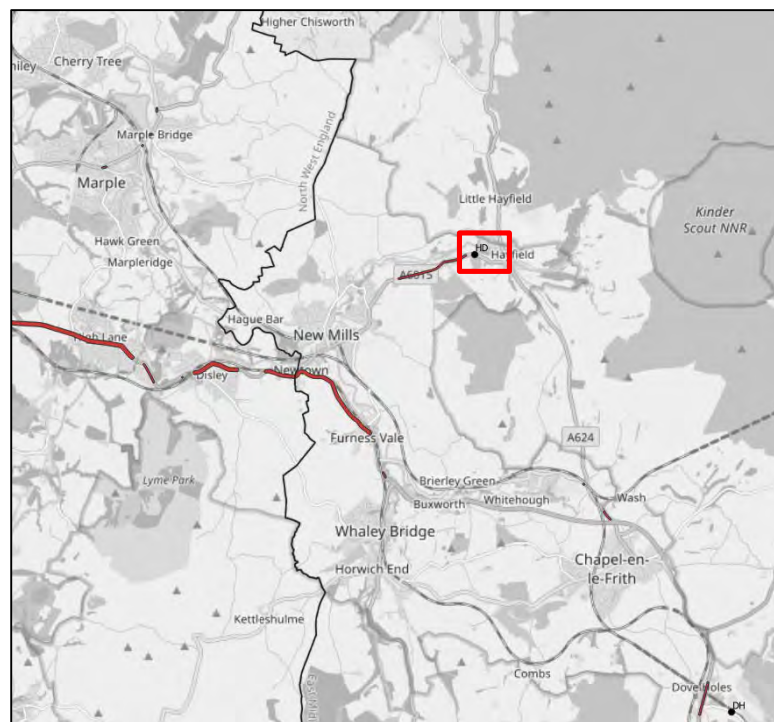 Higher Chisworth
Cherry Tree
Marple Bridge
North West England
Marple
Little Hayfield
Kinder
Scout NNR
HD
Hayfield
Hawk Green
Marpleridge
A6015
Hague Bar
New Mills
High Lane
Disley
Newtown
Furness Vale
A624
Lyme Park
Brierley Green
Buxworth
Whitehough
Wash
Whaley Bridge
Chapel-en-
le-Frith
Horwich End
Kettleshulme
Combs
Dove Holes
DH